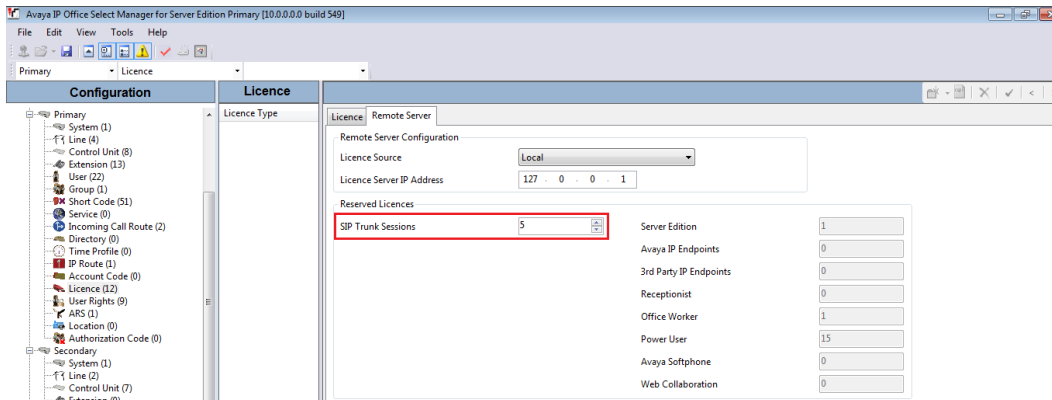 Avaya IP Office Select Manager for Server Edition Primary [10.0.0.0.0 build 549]
File Edit View Tools Help
Primary Licence
Configuration
Primary
System (1)
Line (4)
Control Unit (8)
Extension (13)
User (22)
Group (1)
Short Code (51)
Service (0)
Incoming Call Route (2)
Directory (0)
Time Profile (0)
IP Route (1)
Account Code (0)
Licence (12)
User Rights (9)
ARS (1)
Location (0)
Authorization Code (0)
Secondary
System (1)
Line (2)
Control Unit (7)
Licence
Licence Type
Licence Remote Server
Remote Server Configuration
Licence Source Local
Licence Server IP Address 127 . 0 . 0 . 1
Reserved Licences
SIP Trunk Sessions 5
Server Edition 1
Avaya IP Endpoints 0
3rd Party IP Endpoints 0
Receptionist 0
Office Worker 1
Power User 15
Avaya Softphone 0
Web Collaboration 0